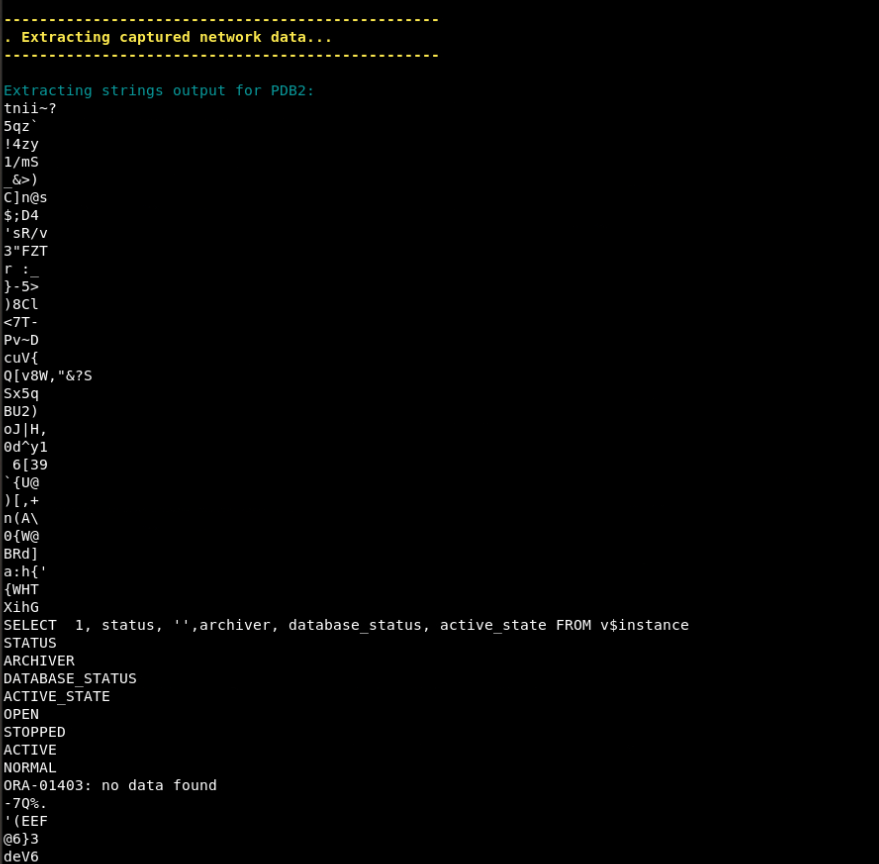 -------------------------------------------------
. Extracting captured network data...
-------------------------------------------------
Extracting strings output for PDB2:
tnii~?
5qz`
!4zy
1/mS
_&>)
C]n@s
$;D4
'sR/v
3"FZT
r :_
}-5>
)8Cl
<7T-
Pv~D
cuV{
Q[v8W,"&?S
Sx5q
BU2)
oJ|H,
0d^y1
 6[39
`{U@
)[,+
n(A\
0{W@
BRd]
a:h{'
{WHT
XihG
SELECT  1, status, '',archiver, database_status, active_state FROM v$instance
STATUS
ARCHIVER
DATABASE_STATUS
ACTIVE_STATE
OPEN
STOPPED
ACTIVE
NORMAL
ORA-01403: no data found
-7Q%.
'(EEF
@6}3
deV6